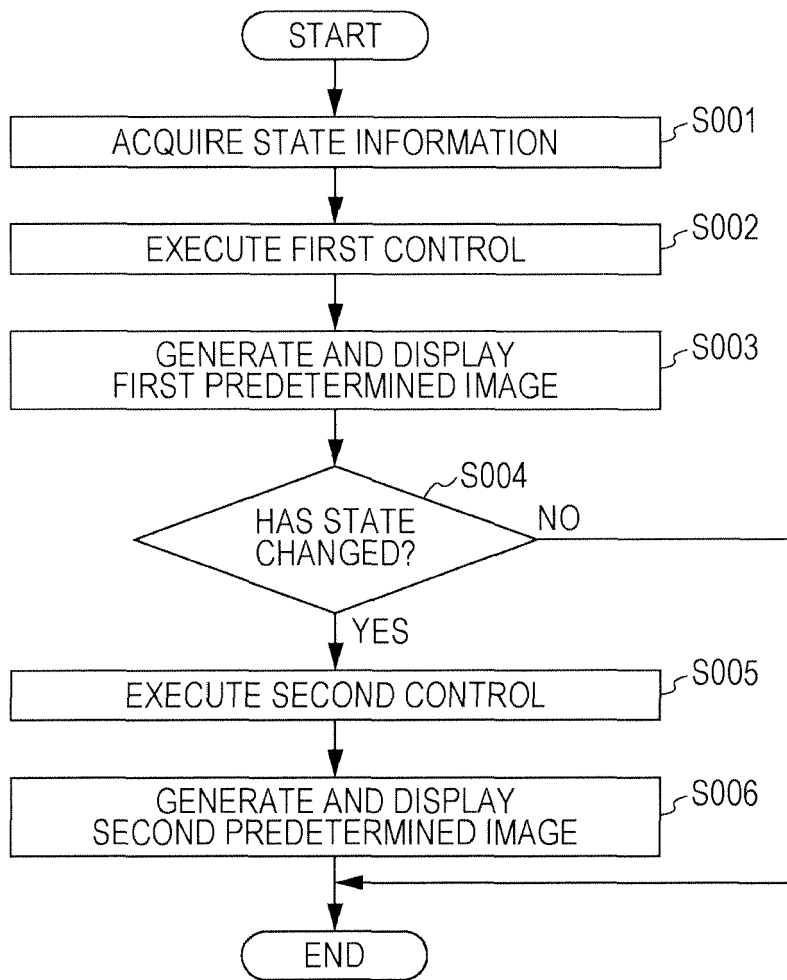 START
S001
ACQUIRE STATE INFORMATION
S002
EXECUTE FIRST CONTROL
S003
GENERATE AND DISPLAY
FIRST PREDETERMINED IMAGE
S004
HAS STATE
CHANGED?
NO
YES
S005
EXECUTE SECOND CONTROL
S006
GENERATE AND DISPLAY
SECOND PREDETERMINED IMAGE
END